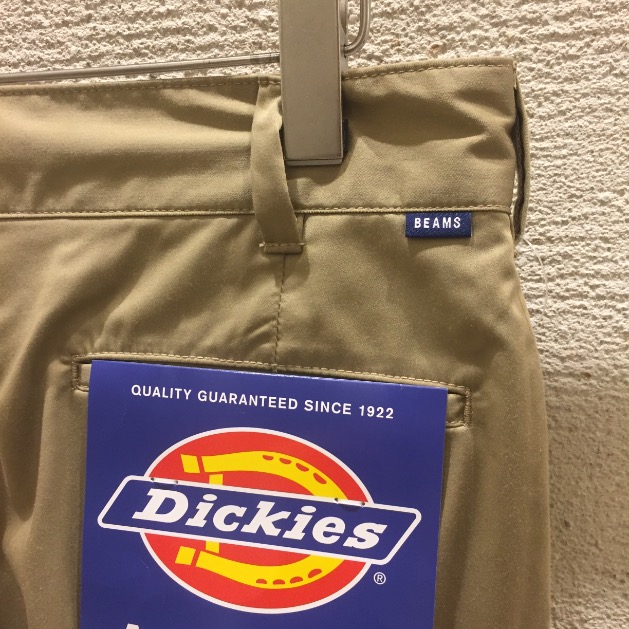 BEAMS
QUALITY GUARANTEED SINCE 1922
Dickies
®